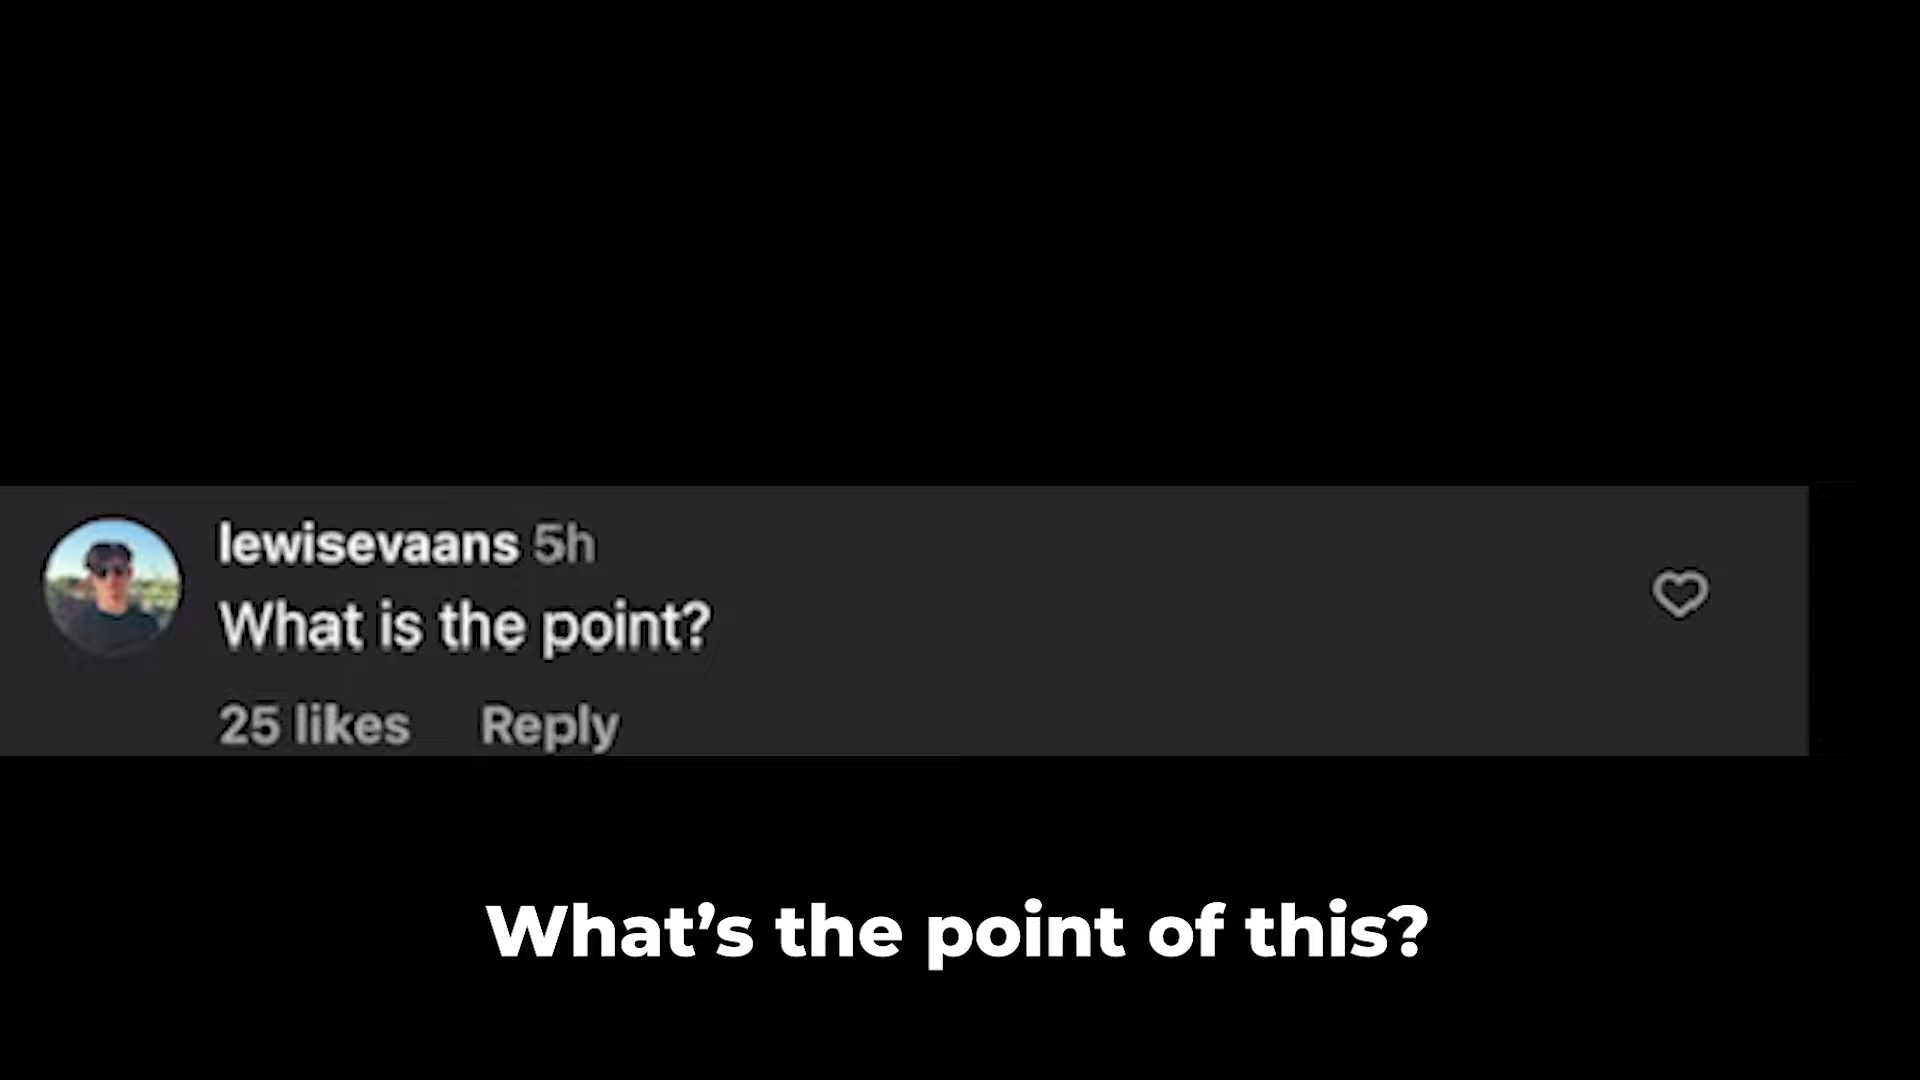 lewisevaans 5h
What is the point?
25 likes Reply
What's the point of this?